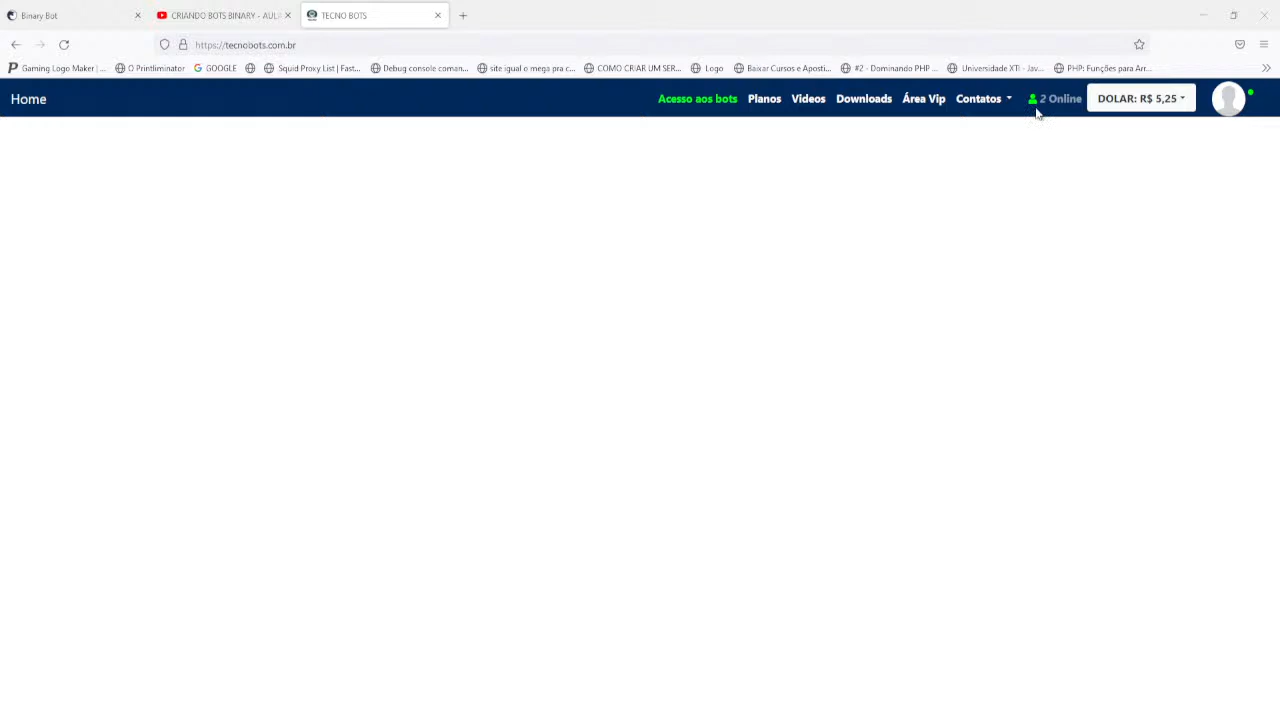 Binary Bot
CRIANDO BOTS BINARY - AUL
TECNO BOTS
https://tecnobots.com.br
Gaming Logo Maker | ...
O Printliminator
GOOGLE
Squid Proxy List | Fast...
Debug console coman...
site igual o mega pra c...
COMO CRIAR UM SER...
Logo
Baixar Cursos e Aposti...
#2 - Dominando PHP ...
Universidade XTI - Jav...
PHP: Funções para Arr...
Home
Acesso aos bots
Planos
Videos
Downloads
Área Vip
Contatos
2 Online
DOLAR: R$ 5,25